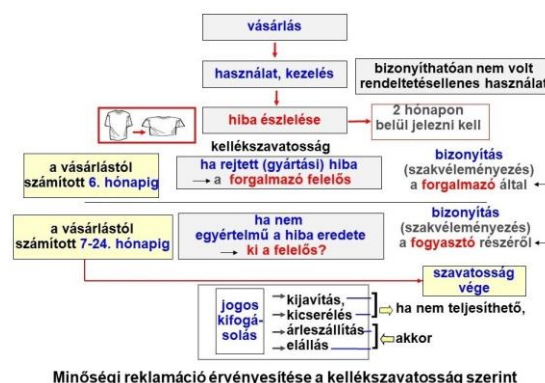 vásárlás
használat, kezelés
bizonyíthatóan nem volt
rendeltetésellenes használat
hiba észlelése
2 hónapon
belül jelezni kell
kellékszavatosság
a vásárlástól
számított 6. hónapig
ha rejtett (gyártási) hiba
a forgalmazó felelős
bizonyítás
(szakvéleményezés)
a forgalmazó által
a vásárlástól
számított 7-24. hónapig
ha nem
egyértelmű a hiba eredete
ki a felelős?
bizonyítás
(szakvéleményezés)
a fogyasztó részéről
szavatosság
vége
jogos
kifogá-
solás
kijavítás,
kicserélés
árleszállítás
elállás
ha nem teljesíthető,
akkor
Minőségi reklamáció érvényesítése a kellékszavatosság szerint